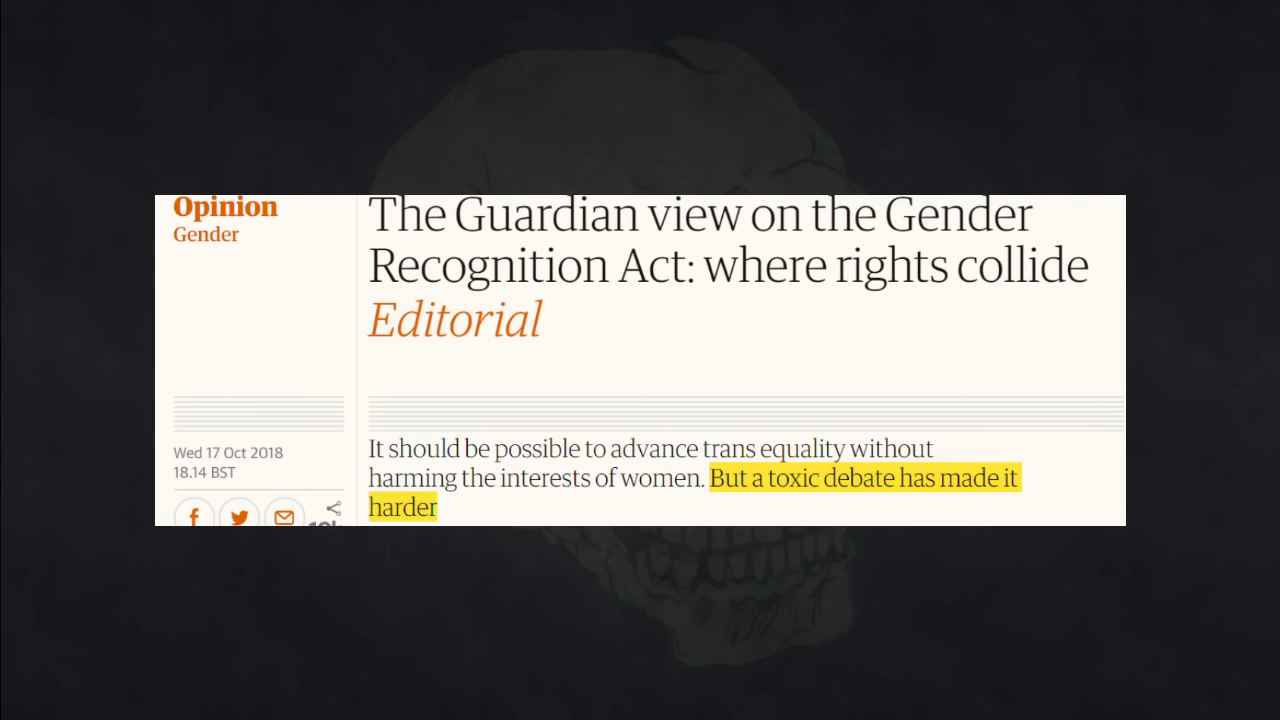 Opinion
Gender
The Guardian view on the Gender
Recognition Act: where rights collide
Editorial
Wed 17 Oct 2018
18.14 BST
It should be possible to advance trans equality without
harming the interests of women. But a toxic debate has made it
harder